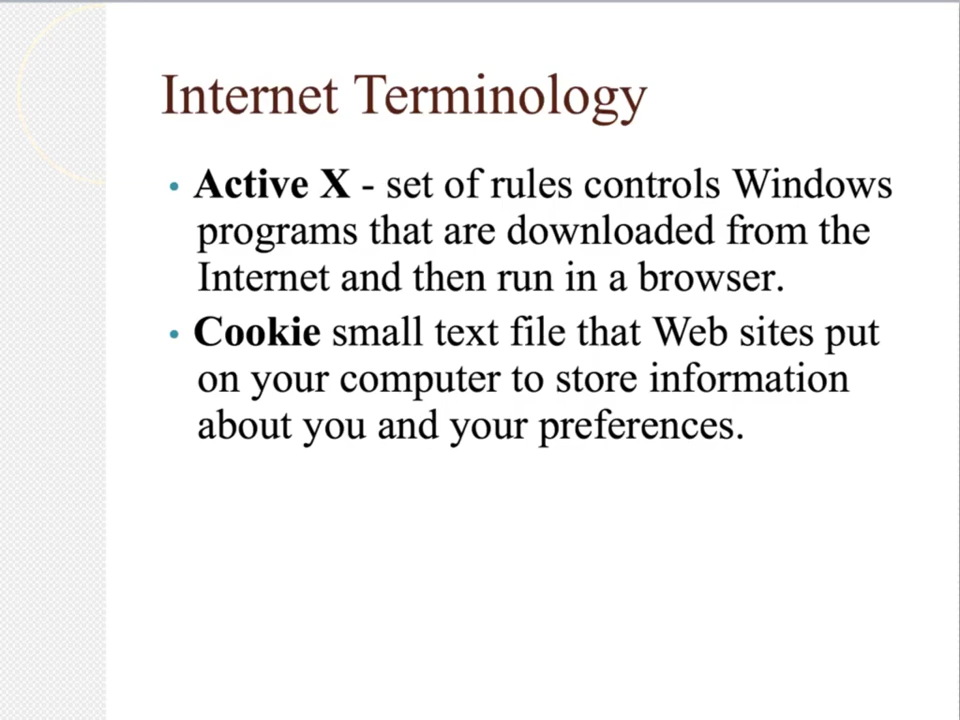 Internet Terminology
• Active X - set of rules controls Windows
programs that are downloaded from the
Internet and then run in a browser.
• Cookie small text file that Web sites put
on your computer to store information
about you and your preferences.